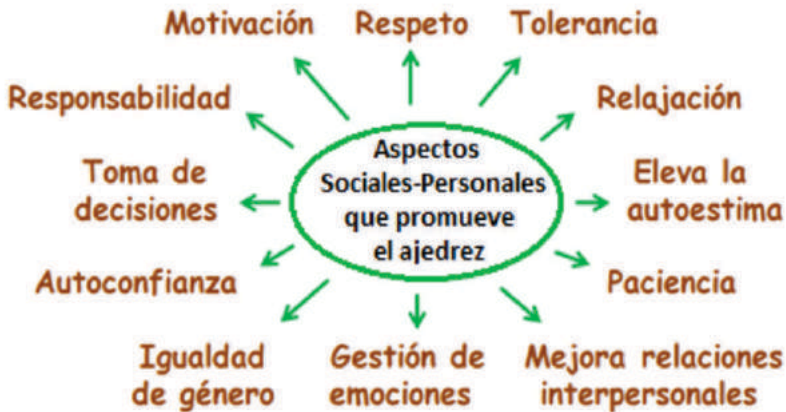 Motivación Respeto Tolerancia
Responsabilidad
Relajación
Aspectos
Sociales-Personales
que promueve
el ajedrez
Toma de
decisiones
Eleva la
autoestima
Autoconfianza
Paciencia
Igualdad
de género
Gestión de
emociones
Mejora relaciones
interpersonales